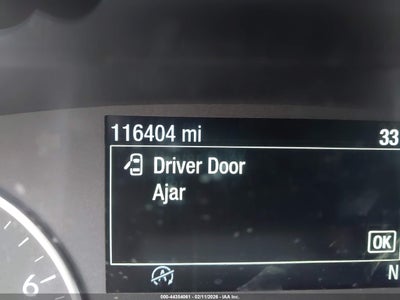 116404 mi 33
Driver Door
Ajar
OK
6
N
000-44354061 - 02/11/2026 - IAA Inc.